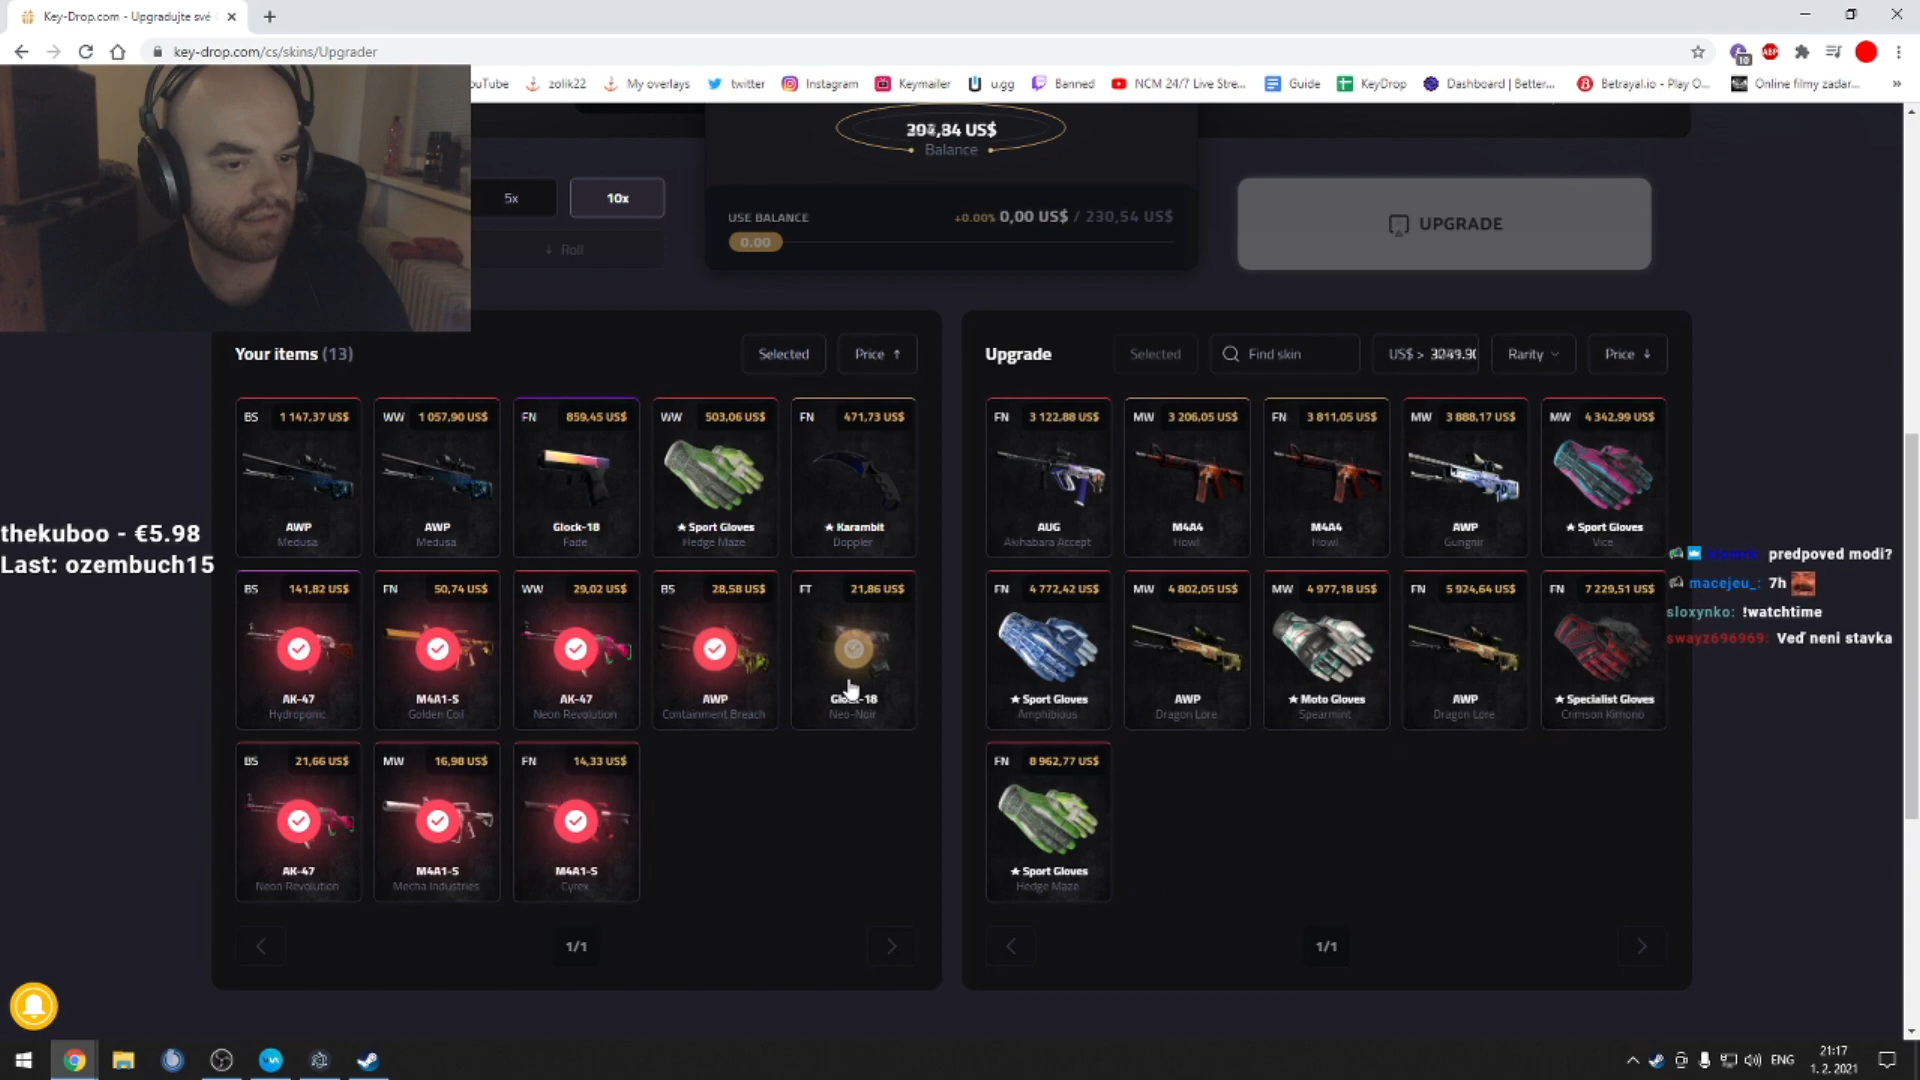 Key-Drop.com - Upgradujte své
key-drop.com/cs/skins/Upgrader
10
ABP
ouTube
zolik22
My overlays
twitter
Instagram
Keymailer
u.gg
Banned
NCM 24/7 Live Stre...
Guide
KeyDrop
Dashboard | Better...
Betrayal.io - Play O...
Online filmy zadar...
Balance
5x
10x
Roll
USE BALANCE
+0.00% 0,00 US$ / 230,54 US$
0.00
UPGRADE
Your items (13)
Selected
Price
Upgrade
Selected
Find skin
US$ >
Rarity
Price
BS 1 147,37 US$
AWP
Medusa
WW 1 057,90 US$
AWP
Medusa
FN 859,45 US$
Glock-18
Fade
WW 503,06 US$
★ Sport Gloves
Hedge Maze
FN 471,73 US$
★ Karambit
Doppler
BS 141,82 US$
AK-47
Hydroponic
FN 50,74 US$
M4A1-S
Golden Coil
WW 29,02 US$
AK-47
Neon Revolution
BS 28,58 US$
AWP
Containment Breach
FT 21,86 US$
Glock-18
Neo-Noir
BS 21,66 US$
AK-47
Neon Revolution
MW 16,98 US$
M4A1-S
Mecha Industries
FN 14,33 US$
M4A1-S
Cyrex
1/1
FN 3 122,88 US$
AUG
Akihabara Accept
MW 3 206,05 US$
M4A4
Howl
FN 3 811,05 US$
M4A4
Howl
MW 3 888,17 US$
AWP
Gungnir
MW 4 342,99 US$
★ Sport Gloves
Vice
FN 4 772,42 US$
★ Sport Gloves
Amphibious
MW 4 802,05 US$
AWP
Dragon Lore
MW 4 977,18 US$
★ Moto Gloves
Spearmint
FN 5 924,64 US$
AWP
Dragon Lore
FN 7 229,51 US$
★ Specialist Gloves
Crimson Kimono
FN 8 962,77 US$
★ Sport Gloves
Hedge Maze
1/1
thekuboo - €5.98
Last: ozembuch15
predpoved modi?
macejeu_: 7h
sloxynko: !watchtime
swayz696969: Veď neni stavka
ENG
21:17
1. 2. 2021